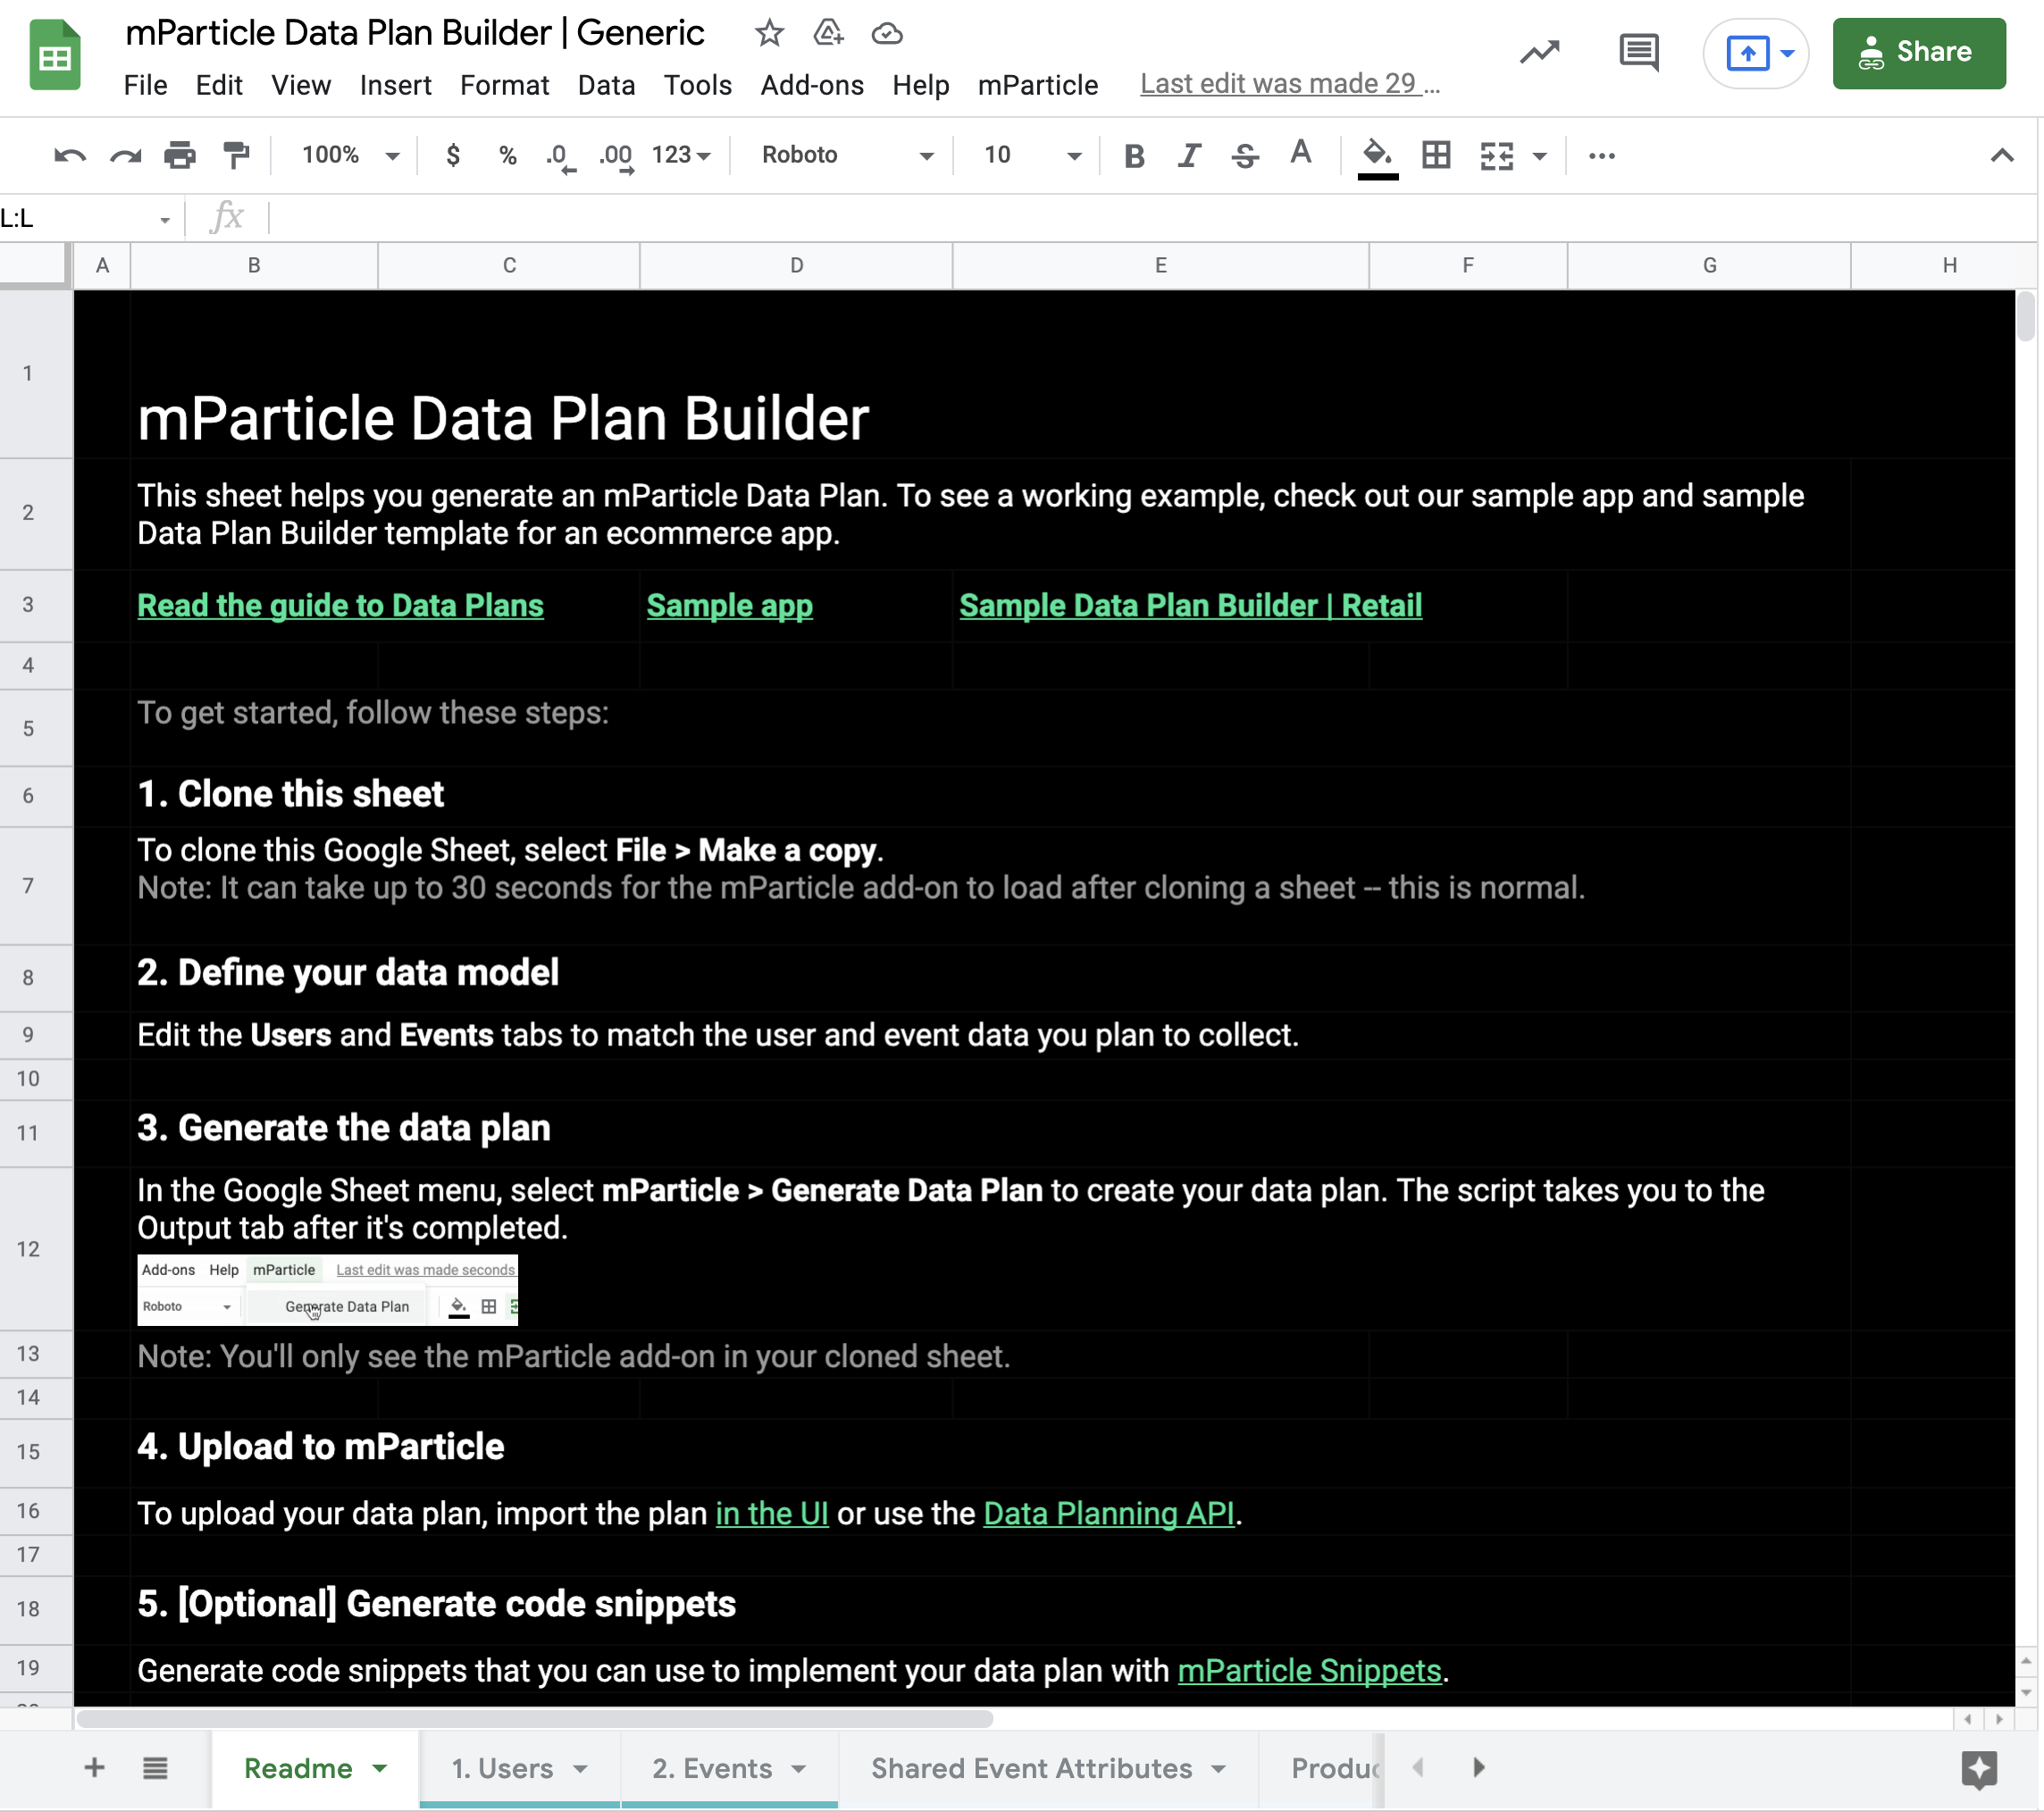 mParticle Data Plan Builder | Generic
File Edit View Insert Format Data Tools Add-ons Help mParticle Last edit was made 29 ...
Share
100% $ % .0 .00 123 Roboto 10 B I S A
L:L fx
A B C D E F G H
1
mParticle Data Plan Builder
2
This sheet helps you generate an mParticle Data Plan. To see a working example, check out our sample app and sample
Data Plan Builder template for an ecommerce app.
3
Read the guide to Data Plans Sample app Sample Data Plan Builder | Retail
4
5
To get started, follow these steps:
6
1. Clone this sheet
7
To clone this Google Sheet, select File > Make a copy.
Note: It can take up to 30 seconds for the mParticle add-on to load after cloning a sheet -- this is normal.
8
2. Define your data model
9
Edit the Users and Events tabs to match the user and event data you plan to collect.
10
11
3. Generate the data plan
12
In the Google Sheet menu, select mParticle > Generate Data Plan to create your data plan. The script takes you to the
Output tab after it's completed.
Add-ons Help mParticle Last edit was made seconds
Roboto Generate Data Plan
13
Note: You'll only see the mParticle add-on in your cloned sheet.
14
15
4. Upload to mParticle
16
To upload your data plan, import the plan in the UI or use the Data Planning API.
17
18
5. [Optional] Generate code snippets
19
Generate code snippets that you can use to implement your data plan with mParticle Snippets.
Readme 1. Users 2. Events Shared Event Attributes Produc